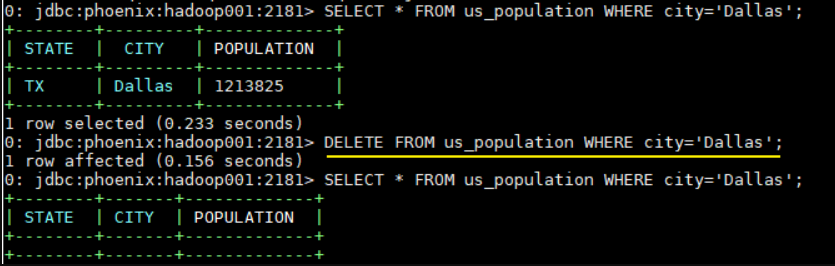 0: jdbc:phoenix:hadoop001:2181> SELECT * FROM us_population WHERE city='Dallas';
+--------+---------+-------------+
| STATE  |  CITY   | POPULATION  |
+--------+---------+-------------+
| TX     | Dallas  | 1213825     |
+--------+---------+-------------+
1 row selected (0.233 seconds)
0: jdbc:phoenix:hadoop001:2181> DELETE FROM us_population WHERE city='Dallas';
1 row affected (0.156 seconds)
0: jdbc:phoenix:hadoop001:2181> SELECT * FROM us_population WHERE city='Dallas';
+--------+-------+-------------+
| STATE  | CITY  | POPULATION  |
+--------+-------+-------------+
+--------+-------+-------------+